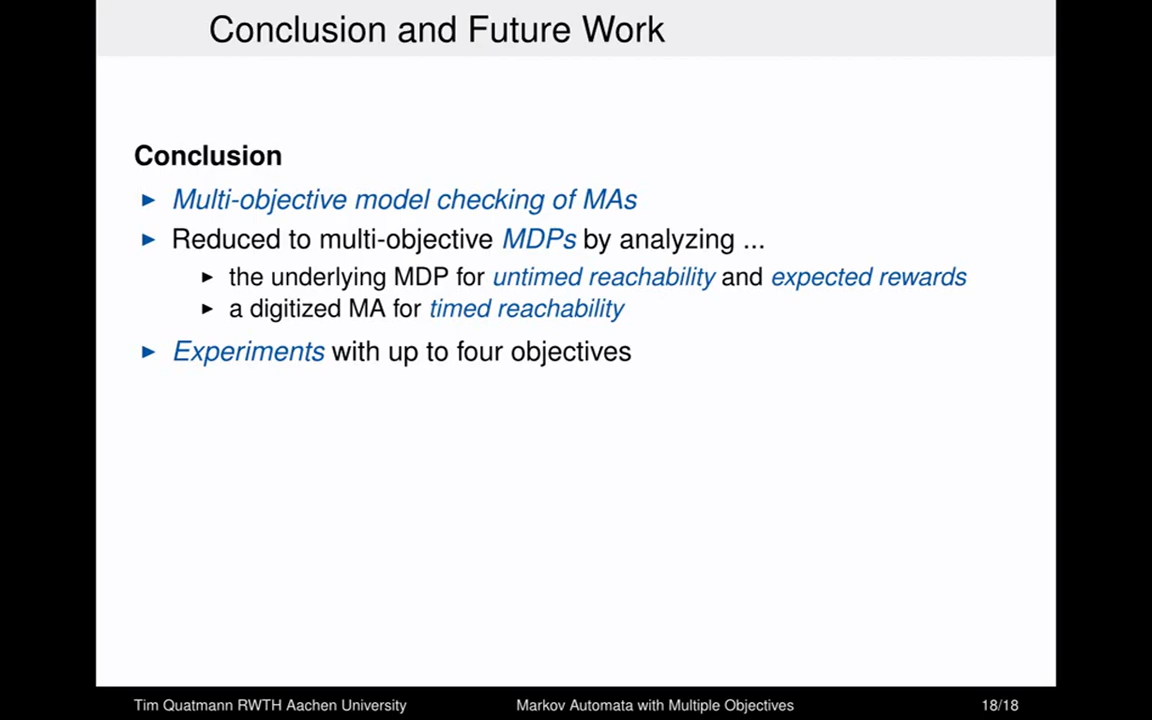 Conclusion and Future Work
Conclusion
▶ Multi-objective model checking of MAs
▶ Reduced to multi-objective MDPs by analyzing ...
▶ the underlying MDP for untimed reachability and expected rewards
▶ a digitized MA for timed reachability
▶ Experiments with up to four objectives
Tim Quatmann RWTH Aachen University Markov Automata with Multiple Objectives 18/18